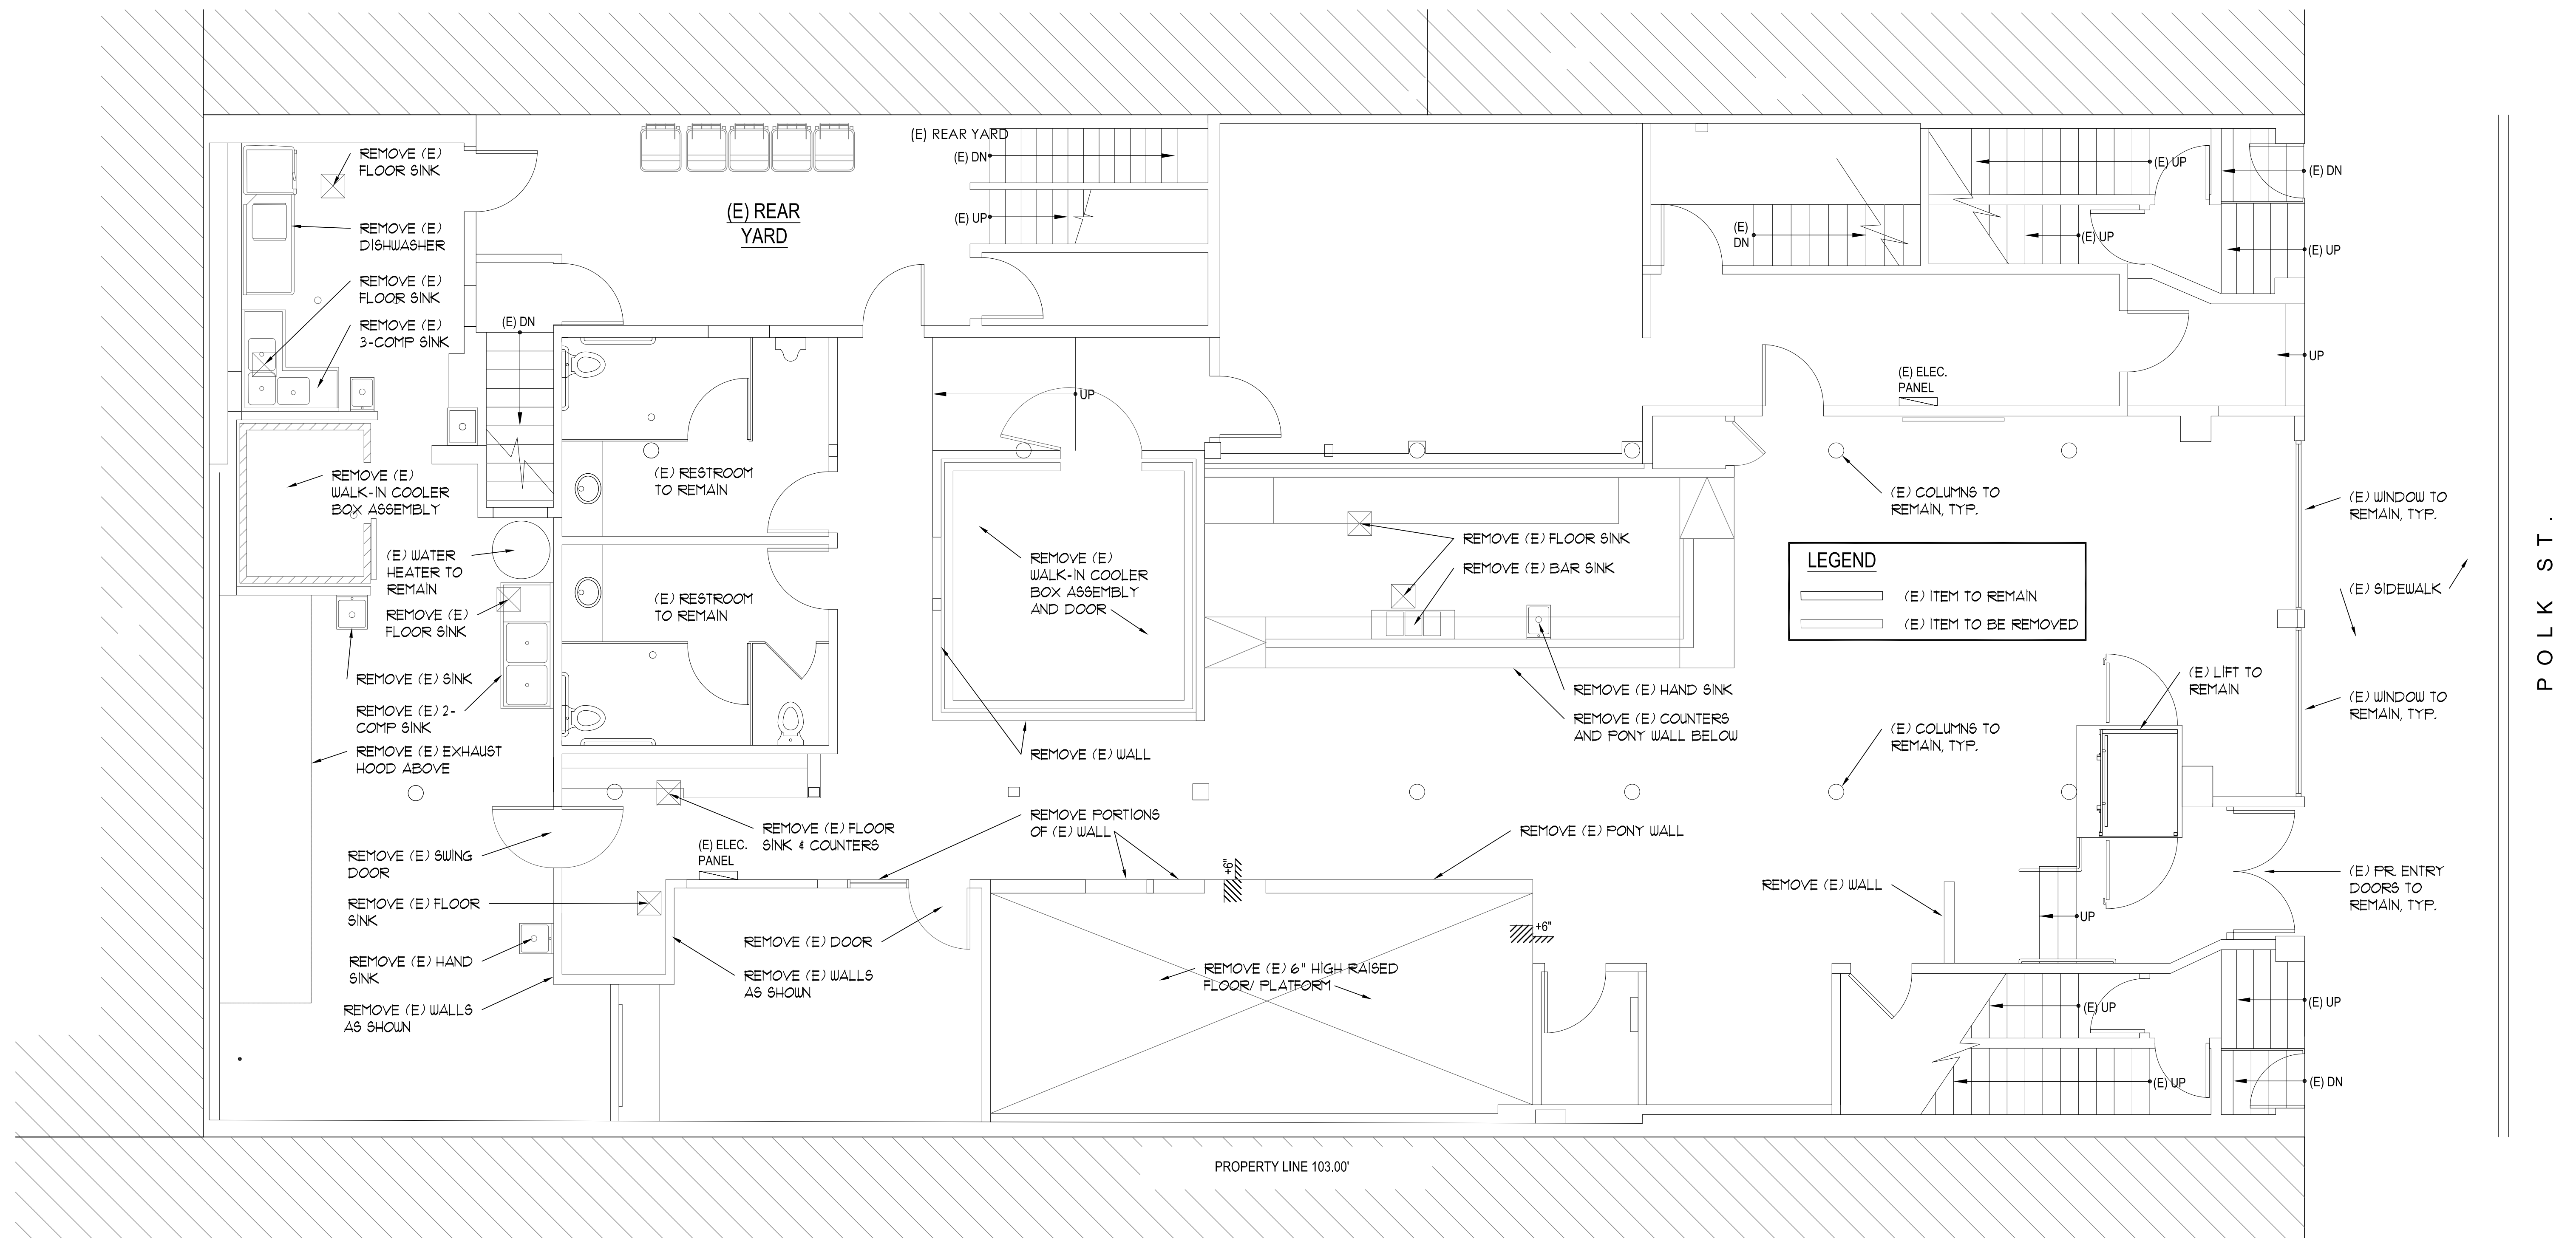 REMOVE (E)
FLOOR SINK
REMOVE (E)
DISHWASHER
REMOVE (E)
FLOOR SINK
REMOVE (E)
3-COMP SINK
(E) REAR
YARD
(E) REAR YARD
(E) DN
(E) UP
(E) DN
(E)
DN
(E) UP
(E) UP
(E) DN
(E) UP
UP
(E) ELEC.
PANEL
UP
REMOVE (E)
WALK-IN COOLER
BOX ASSEMBLY
(E) RESTROOM
TO REMAIN
(E) WATER
HEATER TO
REMAIN
(E) RESTROOM
TO REMAIN
REMOVE (E)
FLOOR SINK
REMOVE (E) SINK
REMOVE (E) 2-
COMP SINK
REMOVE (E) EXHAUST
HOOD ABOVE
REMOVE (E)
WALK-IN COOLER
BOX ASSEMBLY
AND DOOR
REMOVE (E) WALL
REMOVE (E) FLOOR SINK
REMOVE (E) BAR SINK
REMOVE (E) HAND SINK
REMOVE (E) COUNTERS
AND PONY WALL BELOW
(E) COLUMNS TO
REMAIN, TYP.
LEGEND
(E) ITEM TO REMAIN
(E) ITEM TO BE REMOVED
(E) WINDOW TO
REMAIN, TYP.
(E) SIDEWALK
POLK ST.
(E) LIFT TO
REMAIN
(E) WINDOW TO
REMAIN, TYP.
(E) COLUMNS TO
REMAIN, TYP.
REMOVE (E) SWING
DOOR
REMOVE (E) FLOOR
SINK
REMOVE (E) HAND
SINK
REMOVE (E) WALLS
AS SHOWN
REMOVE (E) FLOOR
SINK & COUNTERS
(E) ELEC.
PANEL
REMOVE (E) DOOR
REMOVE (E) WALLS
AS SHOWN
REMOVE PORTIONS
OF (E) WALL
+6"
REMOVE (E) PONY WALL
+6"
REMOVE (E) 6" HIGH RAISED
FLOOR/ PLATFORM
REMOVE (E) WALL
UP
(E) PR. ENTRY
DOORS TO
REMAIN, TYP.
(E) UP
(E) UP
(E) UP
(E) DN
PROPERTY LINE 103.00'